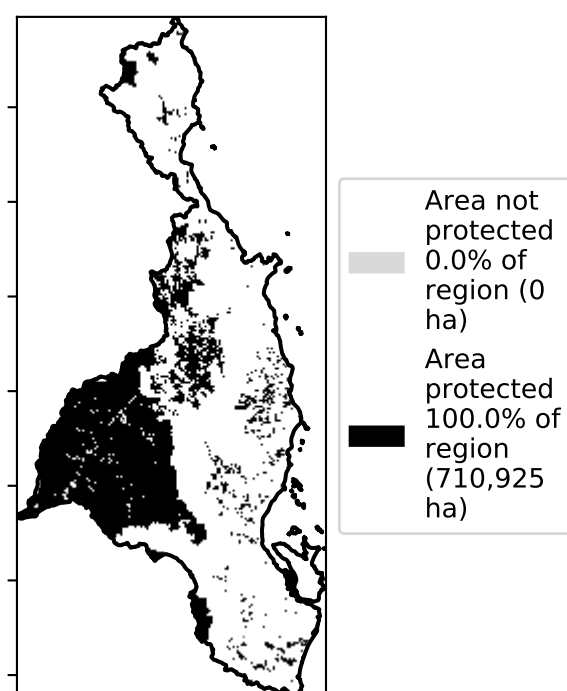 Area not
protected
0.0% of
region (0
ha)
Area
protected
100.0% of
region
(710,925
ha)